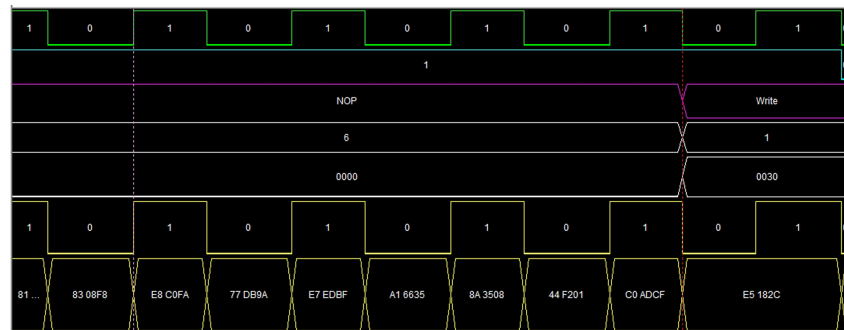 1 0 1 0 1 0 1 0 1 0 1
1
NOP Write
6 1
0000 0030
1 0 1 0 1 0 1 0 1 0 1
81 ... 83 08F8 E8 C0FA 77 DB9A E7 EDBF A1 6635 8A 3508 44 F201 C0 ADCF E5 182C